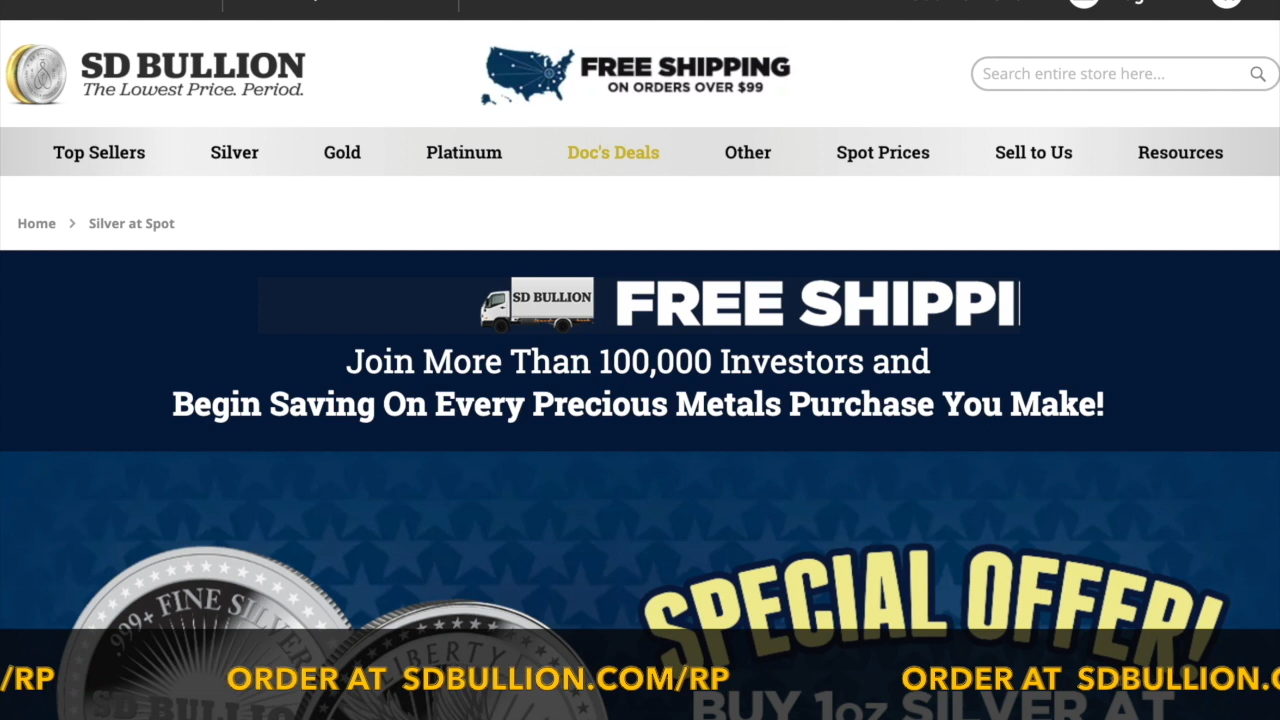 SD BULLION
The Lowest Price. Period.
FREE SHIPPING
ON ORDERS OVER $99
Search entire store here...
Top Sellers Silver Gold Platinum Doc's Deals Other Spot Prices Sell to Us Resources
Home > Silver at Spot
SD BULLION
FREE SHIPPI
Join More Than 100,000 Investors and
Begin Saving On Every Precious Metals Purchase You Make!
.999+ FINE SILVER
LIBERTY
SPECIAL OFFER!
/RP ORDER AT SDBULLION.COM/RP ORDER AT SDBULLION.C
SD BULLION
BUY 1oz SILVER AT